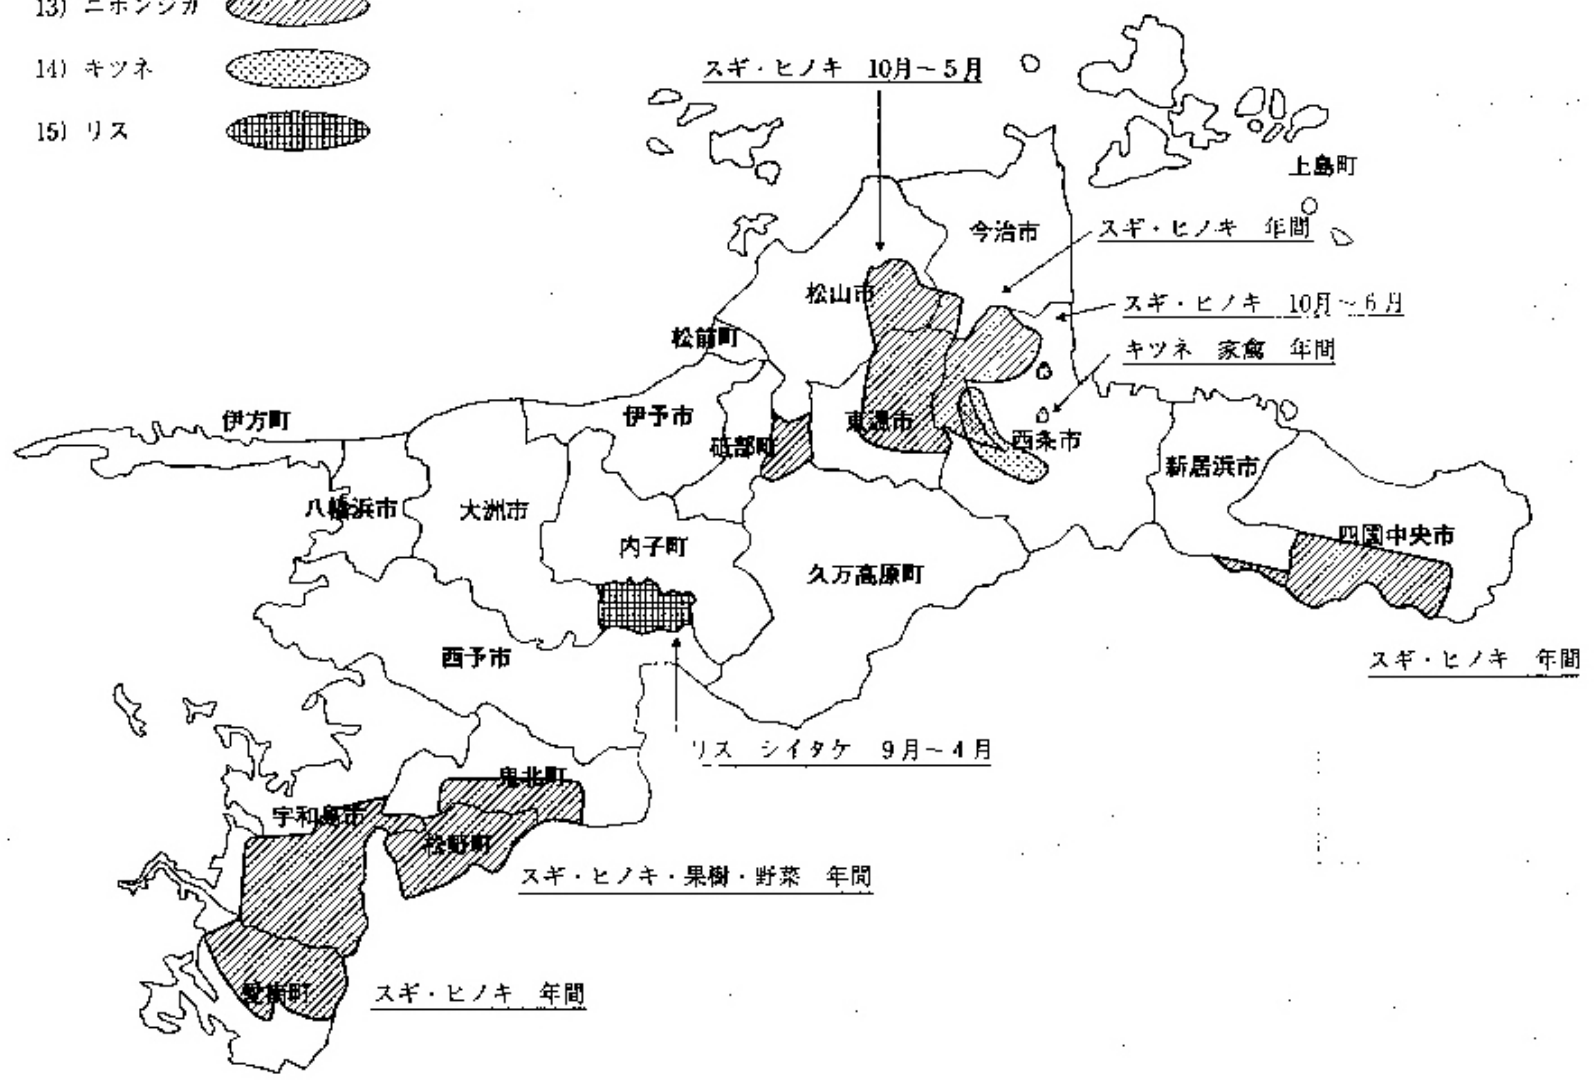 13) ニホンジカ
14) キツネ
15) リス
スギ・ヒノキ 10月~5月
上島町
今治市
スギ・ヒノキ 年間
松山市
スギ・ヒノキ 10月~6月
松前町
キツネ 家禽 年間
伊方町
伊予市
東温市
砥部町
西条市
新居浜市
八幡浜市
大洲市
四国中央市
内子町
久万高原町
西予市
スギ・ヒノキ 年間
リス シイタケ 9月~4月
鬼北町
宇和島市
松野町
スギ・ヒノキ・果樹・野菜 年間
愛南町
スギ・ヒノキ 年間